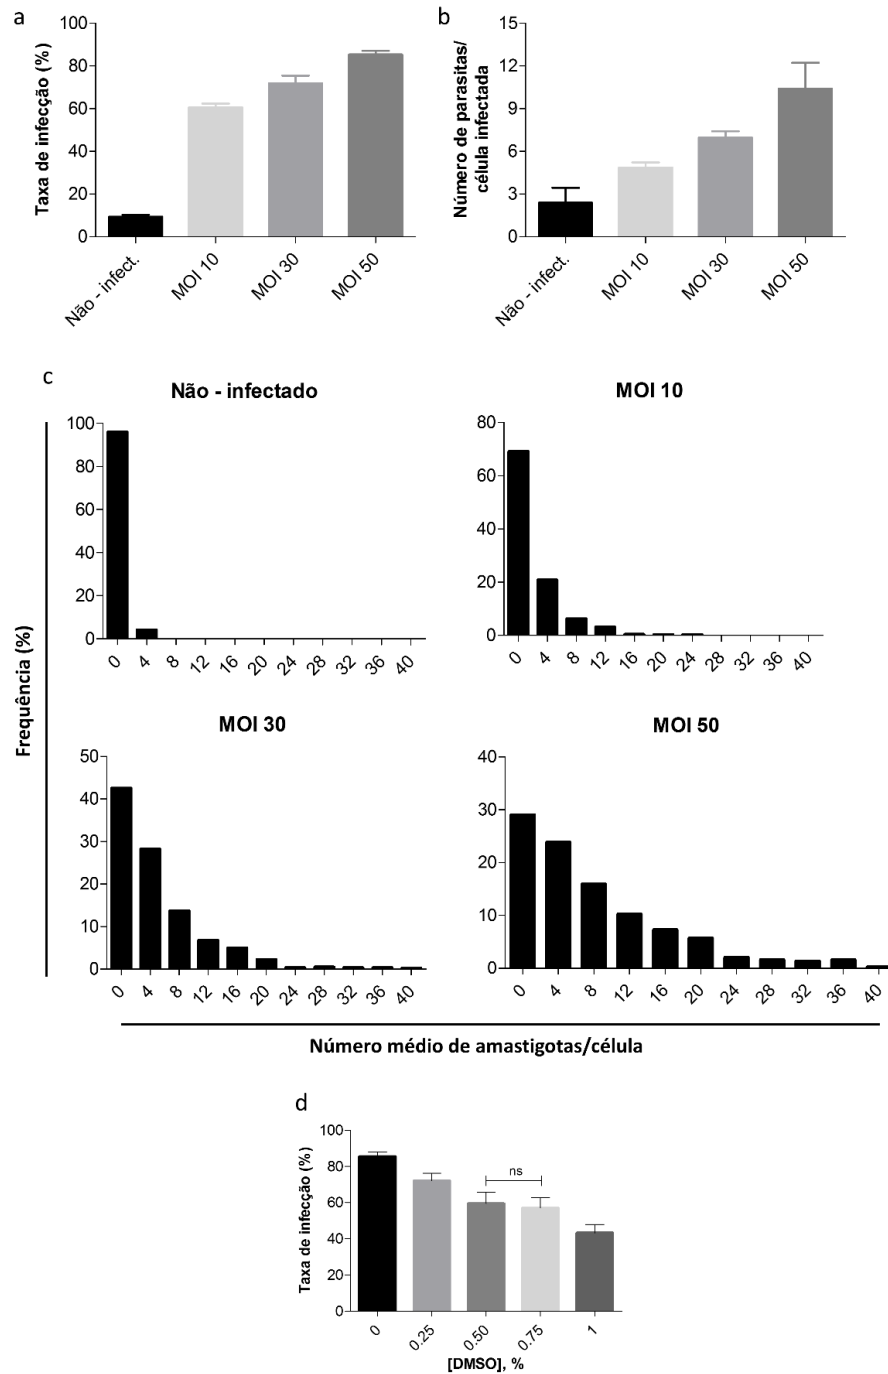 a
b
Taxa de infecção (%)
100
80
60
40
20
0
Não - infect.
MOI 10
MOI 30
MOI 50
Número de parasitas/
célula infectada
15
12
9
6
3
0
Não - infect.
MOI 10
MOI 30
MOI 50
c
Frequência (%)
Não - infectado
100
80
60
40
20
0
0 4 8 12 16 20 24 28 32 36 40
MOI 10
80
60
40
20
0
0 4 8 12 16 20 24 28 32 36 40
MOI 30
50
40
30
20
10
0
0 4 8 12 16 20 24 28 32 36 40
MOI 50
40
30
20
10
0
0 4 8 12 16 20 24 28 32 36 40
Número médio de amastigotas/célula
d
Taxa de infecção (%)
100
80
60
40
20
0
ns
0 0.25 0.50 0.75 1
[DMSO], %